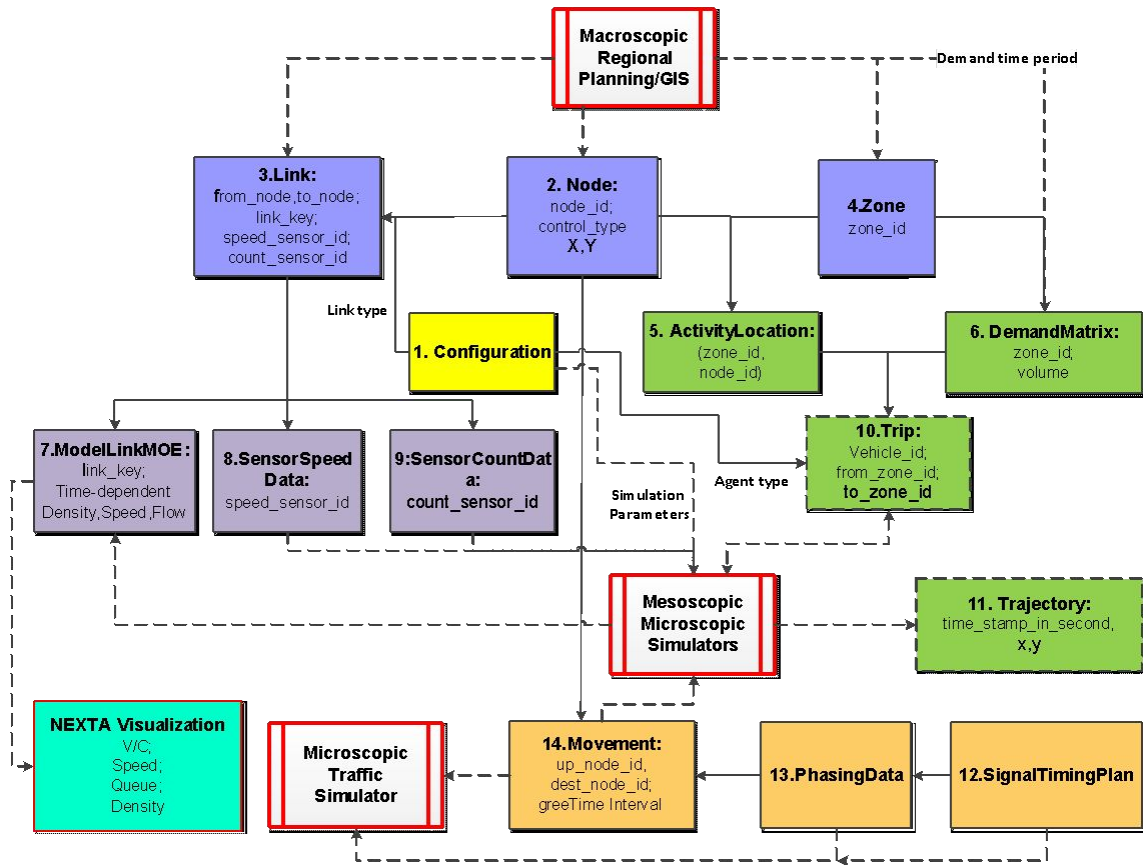 Macroscopic
Regional
Planning/GIS
Demand time period
3.Link:
from_node,to_node;
link_key;
speed_sensor_id;
count_sensor_id
2. Node:
node_id;
control_type
X,Y
4.Zone
zone_id
Link type
1. Configuration
5. ActivityLocation:
(zone_id,
node_id)
6. DemandMatrix:
zone_id;
volume
7.ModelLinkMOE:
link_key;
Time-dependent
Density,Speed,Flow
8.SensorSpeed
Data:
speed_sensor_id
9:SensorCountDat
a:
count_sensor_id
Simulation
Parameters
Agent type
10.Trip:
Vehicle_id;
from_zone_id;
to_zone_id
Mesoscopic
Microscopic
Simulators
11. Trajectory:
time_stamp_in_second,
x,y
NEXTA Visualization
V/C;
Speed;
Queue;
Density
Microscopic
Traffic
Simulator
14.Movement:
up_node_id,
dest_node_id;
greeTime Interval
13.PhasingData
12.SignalTimingPlan